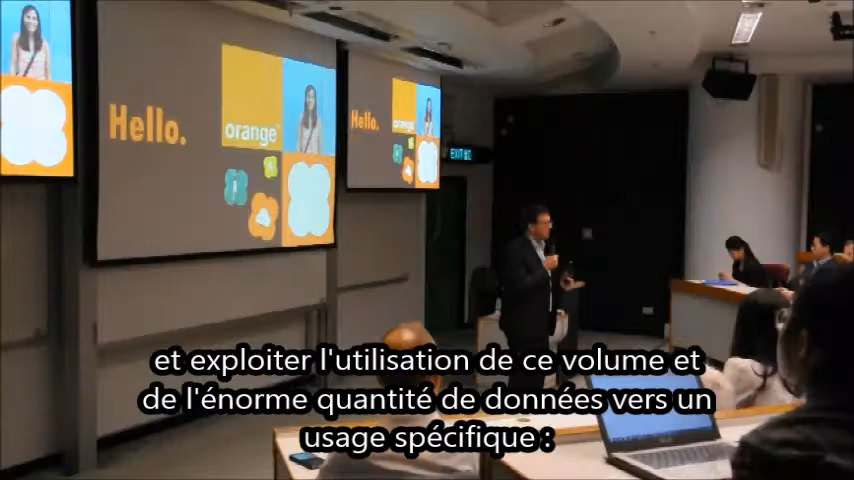 Hello.
orange
Hello.
orange
EXIT
et exploiter l'utilisation de ce volume et
de l'énorme quantité de données vers un
usage spécifique :